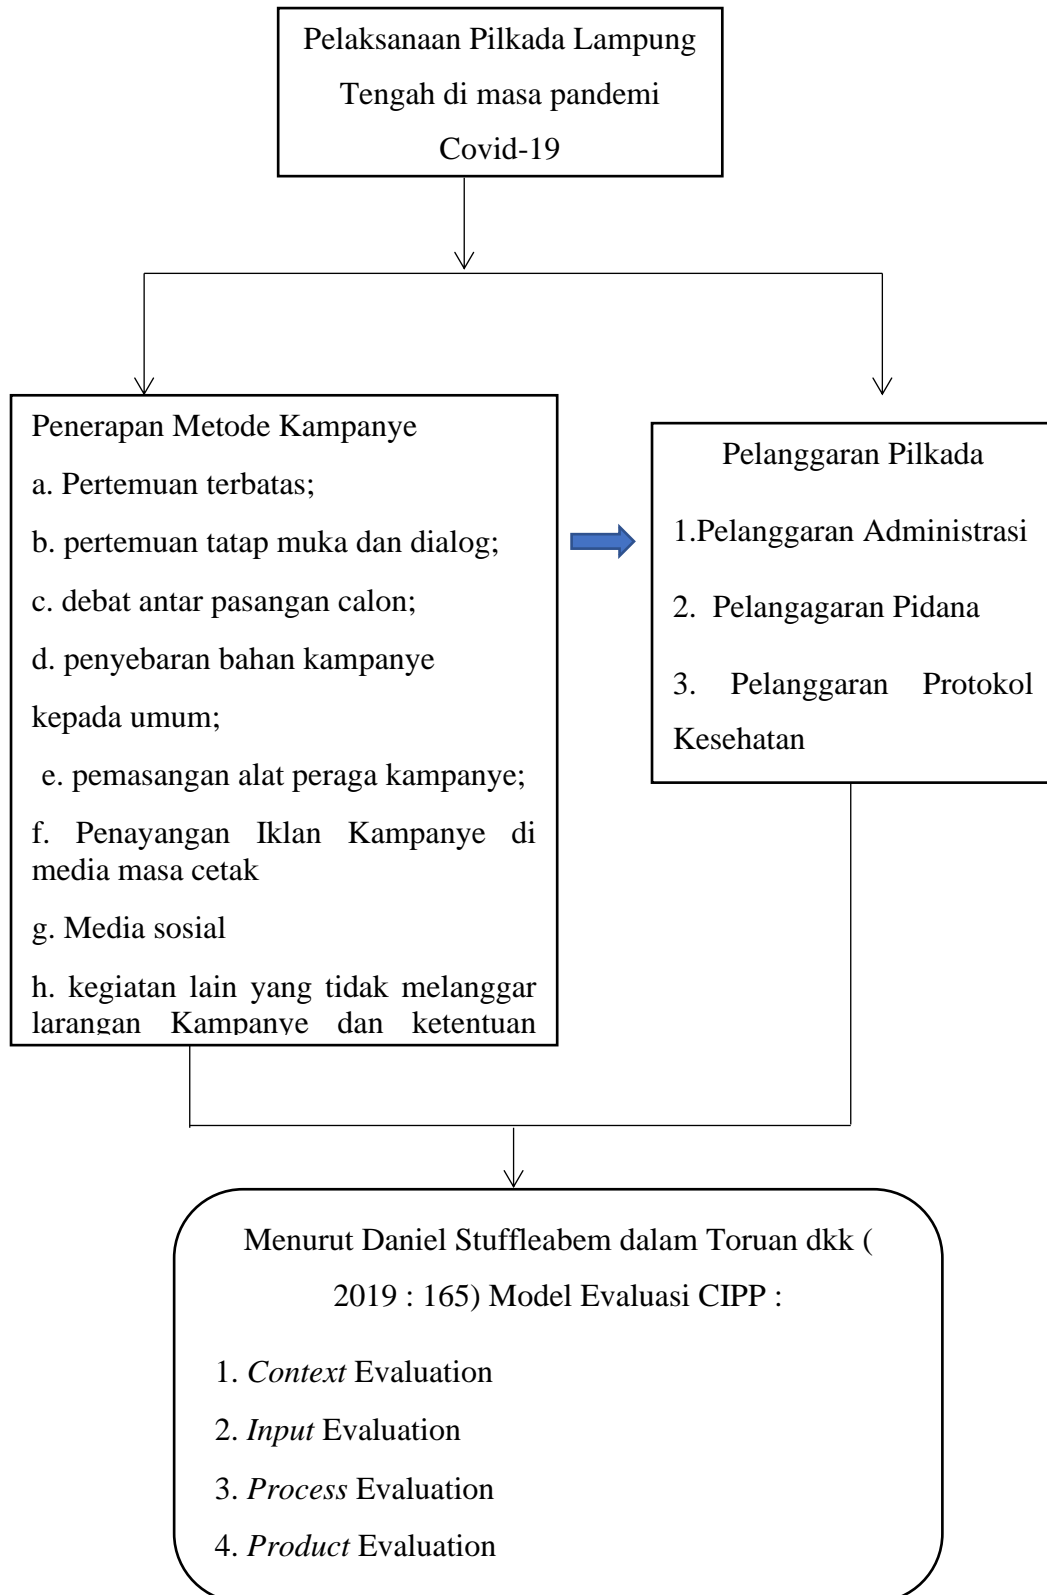 Pelaksanaan Pilkada Lampung
Tengah di masa pandemi
Covid-19
Penerapan Metode Kampanye
a. Pertemuan terbatas;
b. pertemuan tatap muka dan dialog;
c. debat antar pasangan calon;
d. penyebaran bahan kampanye
kepada umum;
e. pemasangan alat peraga kampanye;
f. Penayangan Iklan Kampanye di
media masa cetak
g. Media sosial
h. kegiatan lain yang tidak melanggar
larangan Kampanye dan ketentuan
Pelanggaran Pilkada
1.Pelanggaran Administrasi
2. Pelangagaran Pidana
3. Pelanggaran Protokol
Kesehatan
Menurut Daniel Stuffleabem dalam Toruan dkk (
2019 : 165) Model Evaluasi CIPP :
1. Context Evaluation
2. Input Evaluation
3. Process Evaluation
4. Product Evaluation